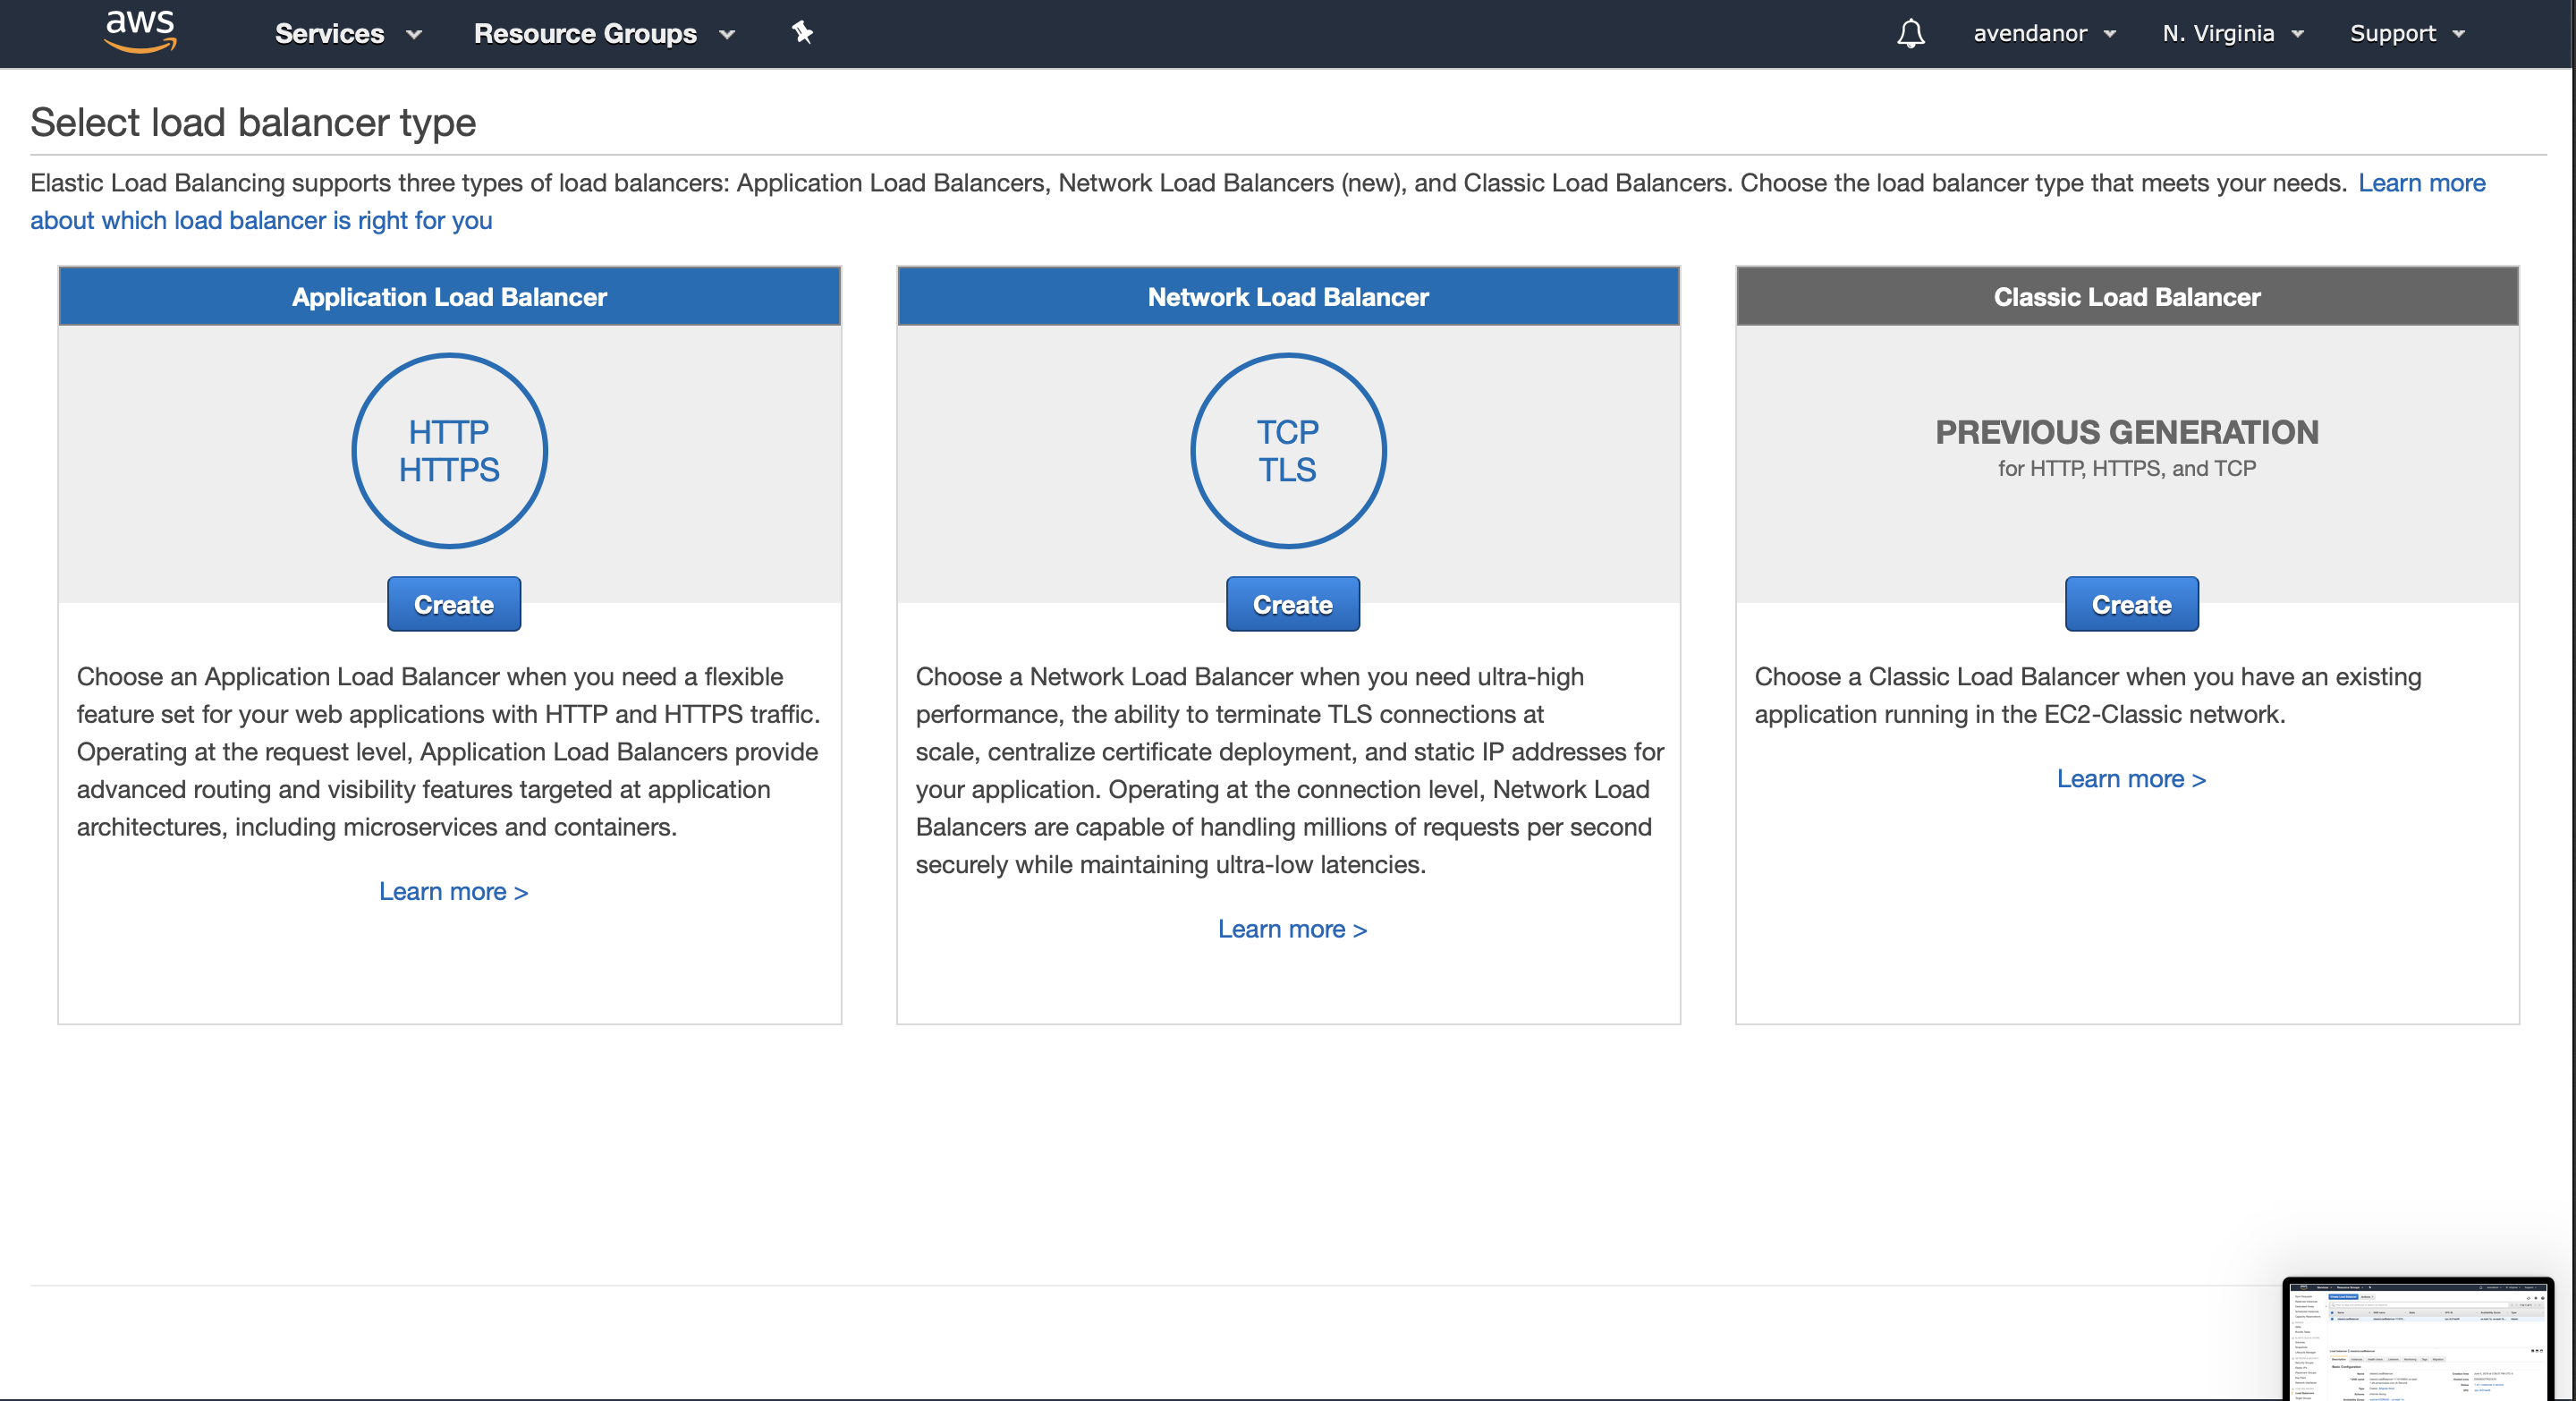 aws
Services
Resource Groups
avendanor
N. Virginia
Support
Select load balancer type
Elastic Load Balancing supports three types of load balancers: Application Load Balancers, Network Load Balancers (new), and Classic Load Balancers. Choose the load balancer type that meets your needs. Learn more
about which load balancer is right for you
Application Load Balancer
HTTP
HTTPS
Create
Choose an Application Load Balancer when you need a flexible
feature set for your web applications with HTTP and HTTPS traffic.
Operating at the request level, Application Load Balancers provide
advanced routing and visibility features targeted at application
architectures, including microservices and containers.
Learn more >
Network Load Balancer
TCP
TLS
Create
Choose a Network Load Balancer when you need ultra-high
performance, the ability to terminate TLS connections at
scale, centralize certificate deployment, and static IP addresses for
your application. Operating at the connection level, Network Load
Balancers are capable of handling millions of requests per second
securely while maintaining ultra-low latencies.
Learn more >
Classic Load Balancer
PREVIOUS GENERATION
for HTTP, HTTPS, and TCP
Create
Choose a Classic Load Balancer when you have an existing
application running in the EC2-Classic network.
Learn more >